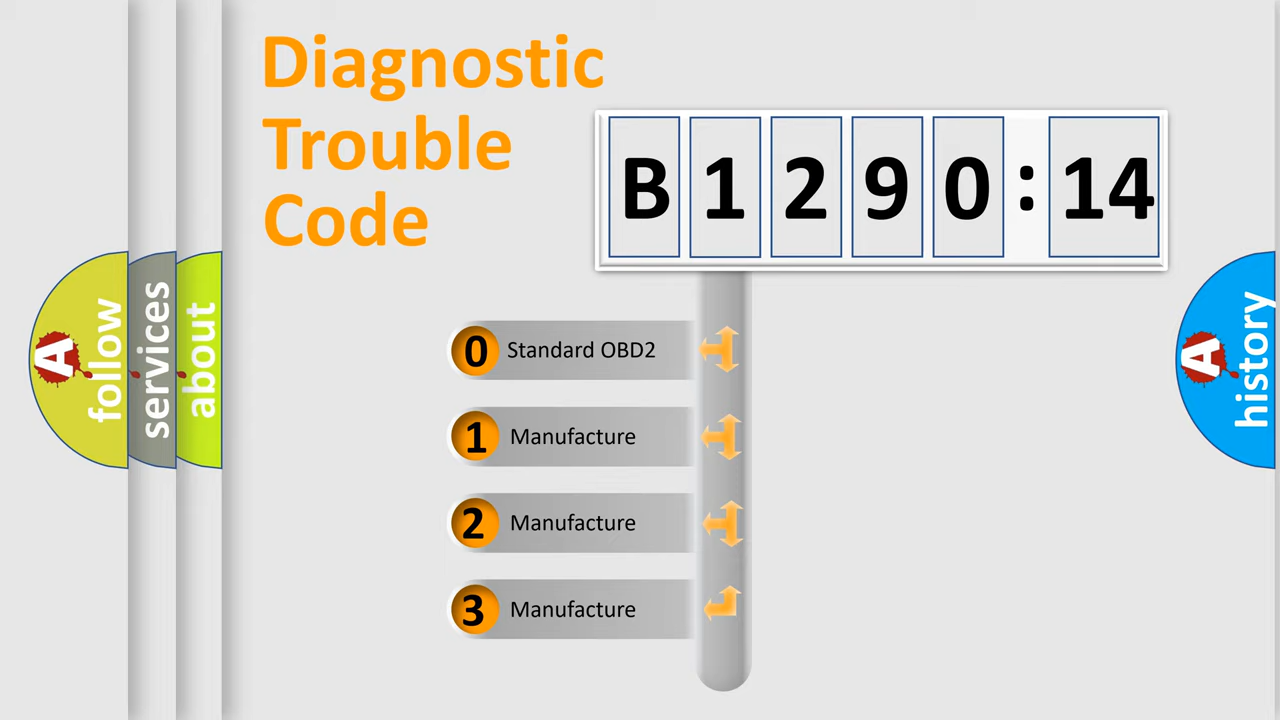 Diagnostic
Trouble
Code
B 1 2 9 0 : 14
0 Standard OBD2
1 Manufacture
2 Manufacture
3 Manufacture
A follow
services
about
A history